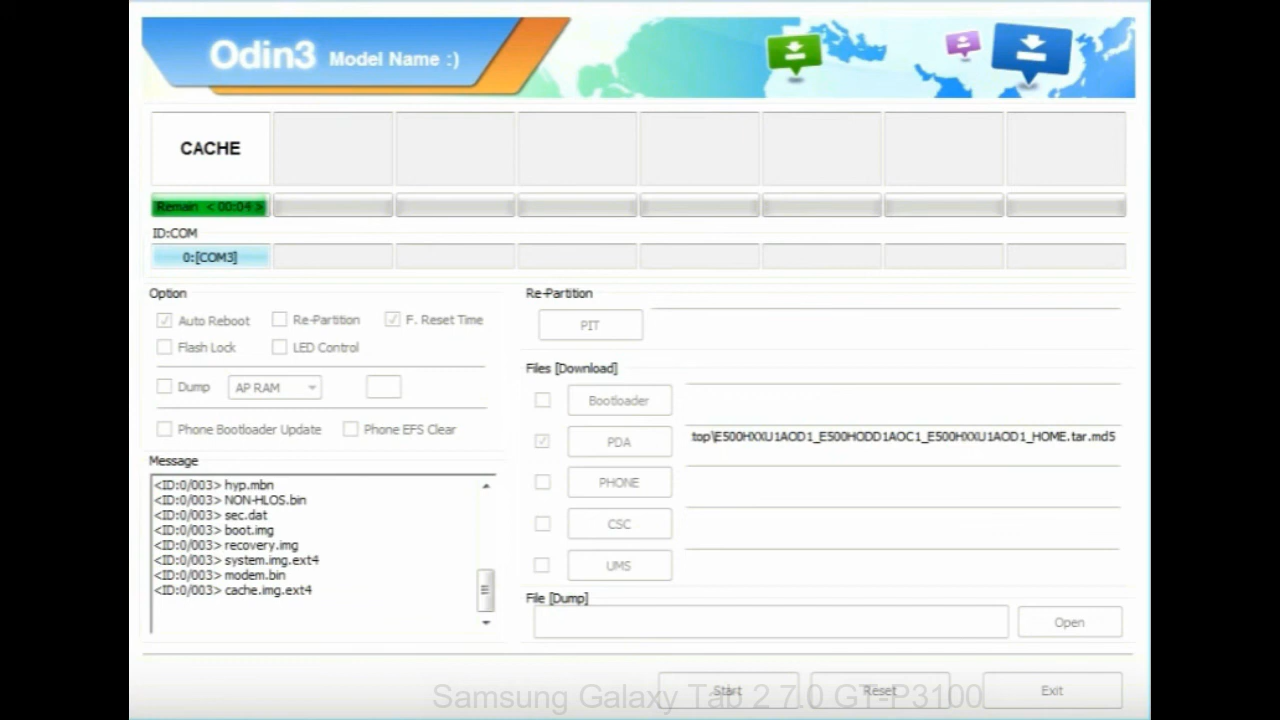 Odin3 Model Name :)
CACHE
Remain < 00:04 >
ID:COM
0:[COM3]
Option
Auto Reboot Re-Partition F. Reset Time
Flash Lock LED Control
Dump AP RAM
Phone Bootloader Update Phone EFS Clear
Message
<ID:0/003> hyp.mbn
<ID:0/003> NON-HLOS.bin
<ID:0/003> sec.dat
<ID:0/003> boot.img
<ID:0/003> recovery.img
<ID:0/003> system.img.ext4
<ID:0/003> modem.bin
<ID:0/003> cache.img.ext4
Re-Partition
PIT
Files [Download]
Bootloader
PDA top\E500HXXU1AOD1_E500HODD1AOC1_E500HXXU1AOD1_HOME.tar.md5
PHONE
CSC
UMS
File [Dump]
Open
Start Reset Exit
Samsung Galaxy Tab 2 7.0 GT-P3100